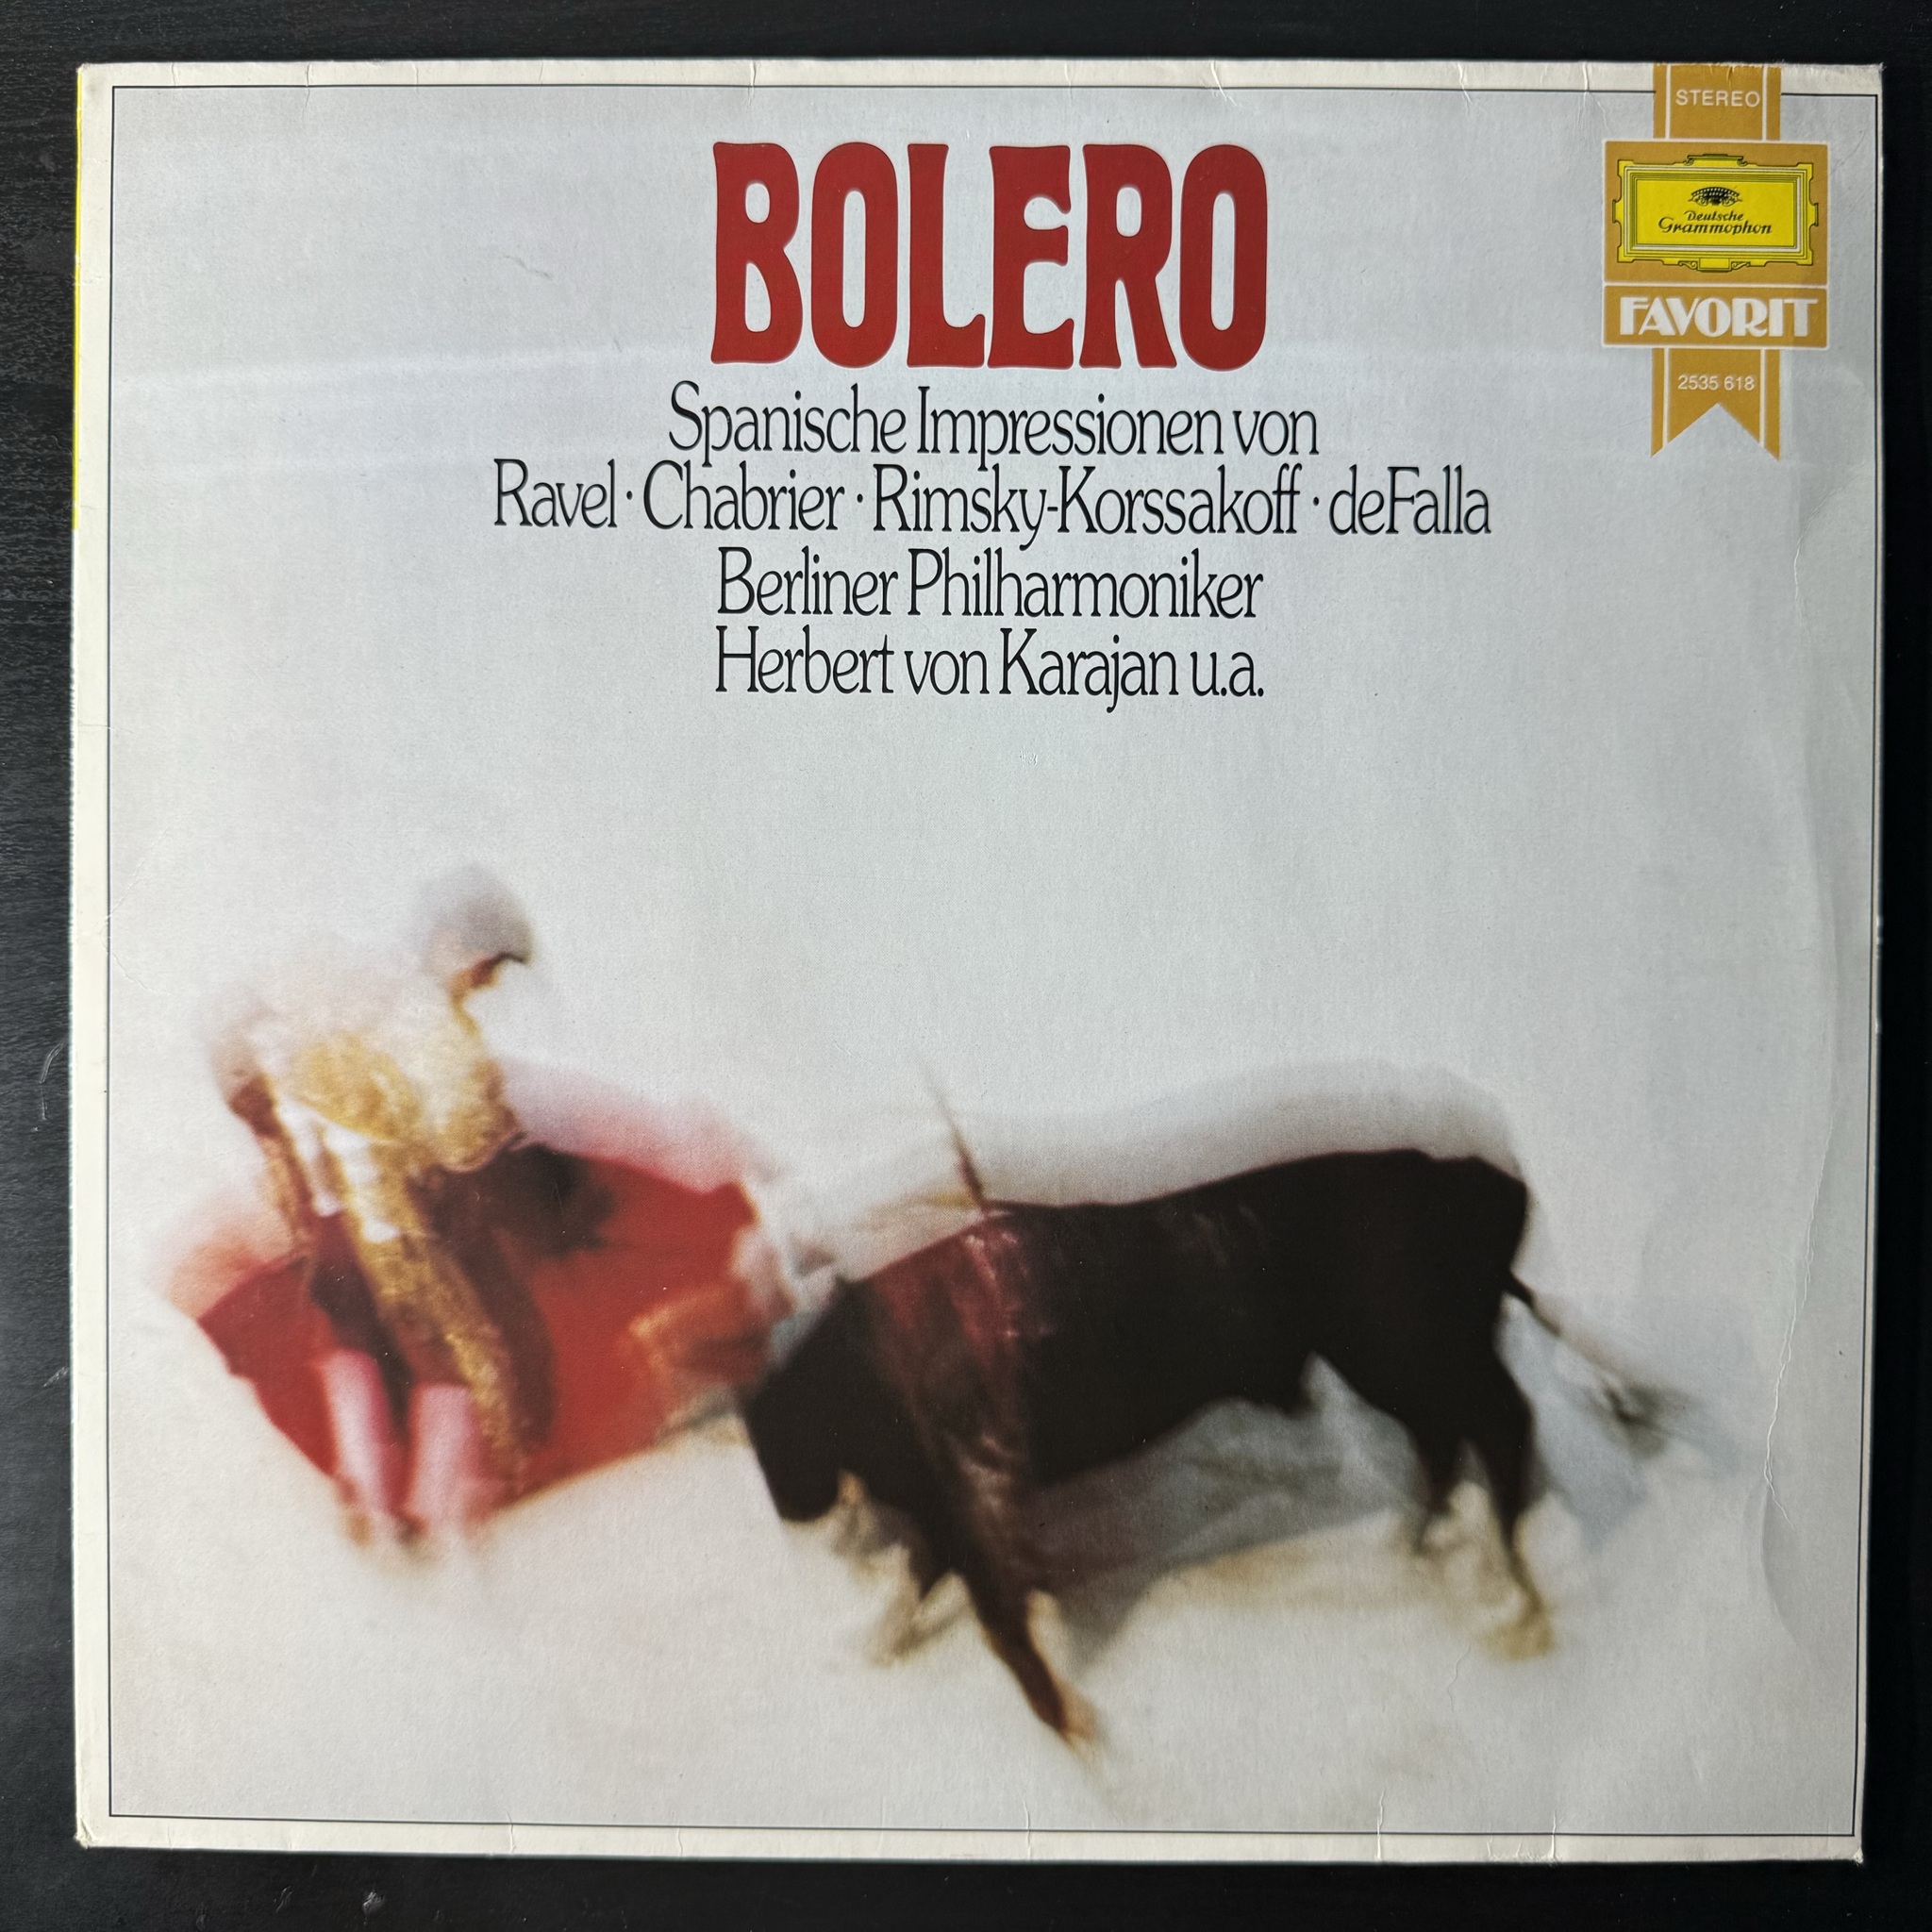 STEREO
Deutsche
Grammophon
FAVORIT
2535 618
BOLERO
Spanische Impressionen von
Ravel · Chabrier · Rimsky-Korssakoff · deFalla
Berliner Philharmoniker
Herbert von Karajan u.a.